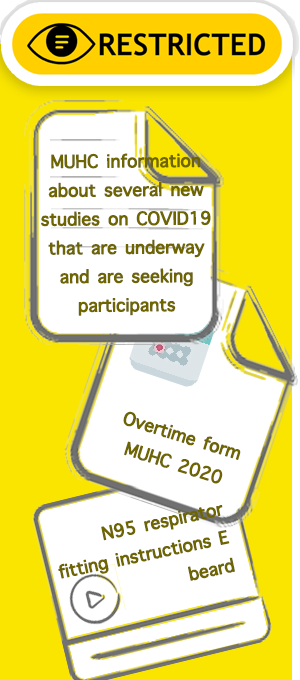 RESTRICTED
MUHC information
about several new
studies on COVID19
that are underway
and are seeking
participants
Overtime form
MUHC 2020
N95 respirator
fitting instructions E
beard